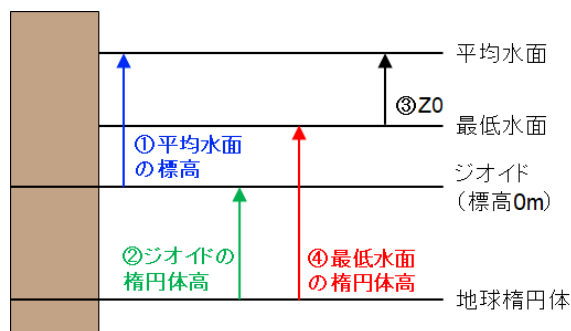 平均水面
③Z0
最低水面
①平均水面
の標高
ジオイド
(標高0m)
②ジオイドの
楕円体高
④最低水面
の楕円体高
地球楕円体